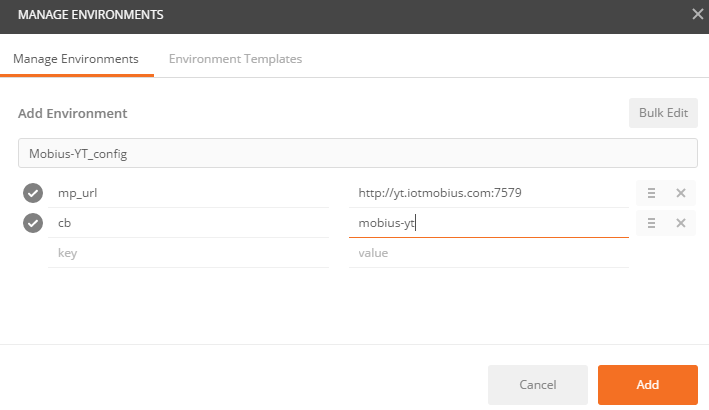 MANAGE ENVIRONMENTS
Manage Environments Environment Templates
Add Environment Bulk Edit
Mobius-YT_config
mp_url http://yt.iotmobius.com:7579
cb mobius-yt
key value
Cancel Add